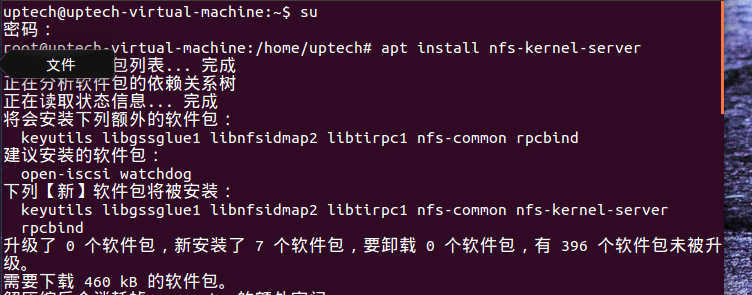 uptech@uptech-virtual-machine:~$ su
密码：
root@uptech-virtual-machine:/home/uptech# apt install nfs-kernel-server
文件
包列表... 完成
正在分析软件包的依赖关系树
正在读取状态信息... 完成
将会安装下列额外的软件包：
keyutils libgssglue1 libnfsidmap2 libtirpc1 nfs-common rpcbind
建议安装的软件包：
open-iscsi watchdog
下列【新】软件包将被安装：
keyutils libgssglue1 libnfsidmap2 libtirpc1 nfs-common nfs-kernel-server
rpcbind
升级了 0 个软件包，新安装了 7 个软件包，要卸载 0 个软件包，有 396 个软件包未被升
级。
需要下载 460 kB 的软件包。